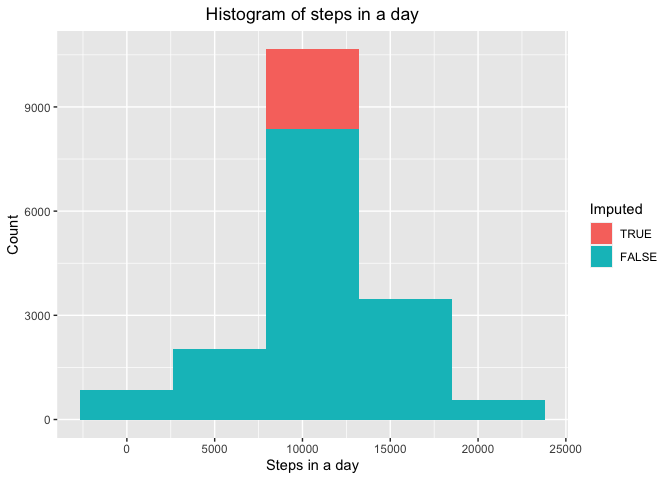 Histogram of steps in a day
Count
9000
6000
3000
0
0 5000 10000 15000 20000 25000
Steps in a day
Imputed
TRUE
FALSE